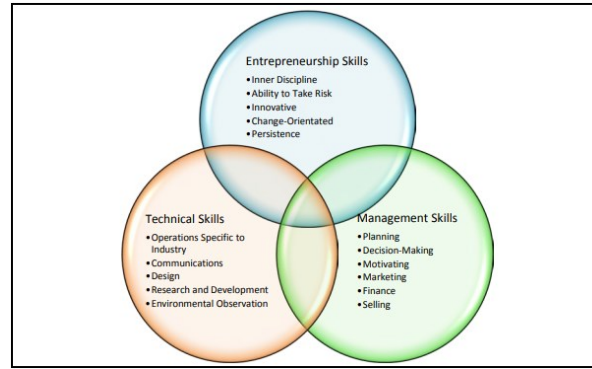 Entrepreneurship Skills
•Inner Discipline
•Ability to Take Risk
•Innovative
•Change-Orientated
•Persistence
Technical Skills
•Operations Specific to
Industry
•Communications
•Design
•Research and Development
•Environmental Observation
Management Skills
•Planning
•Decision-Making
•Motivating
•Marketing
•Finance
•Selling